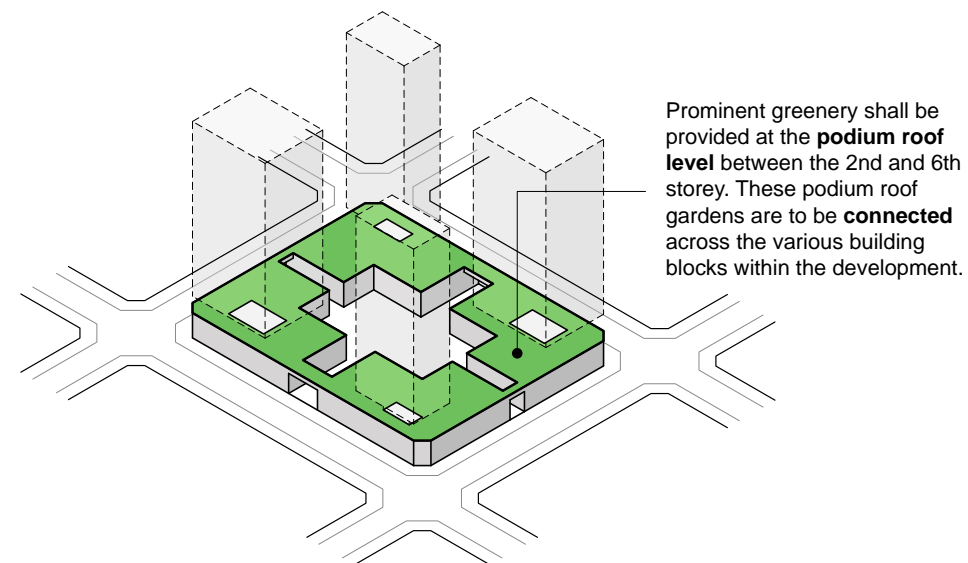 Prominent greenery shall be
provided at the podium roof
level between the 2nd and 6th
storey. These podium roof
gardens are to be connected
across the various building
blocks within the development.